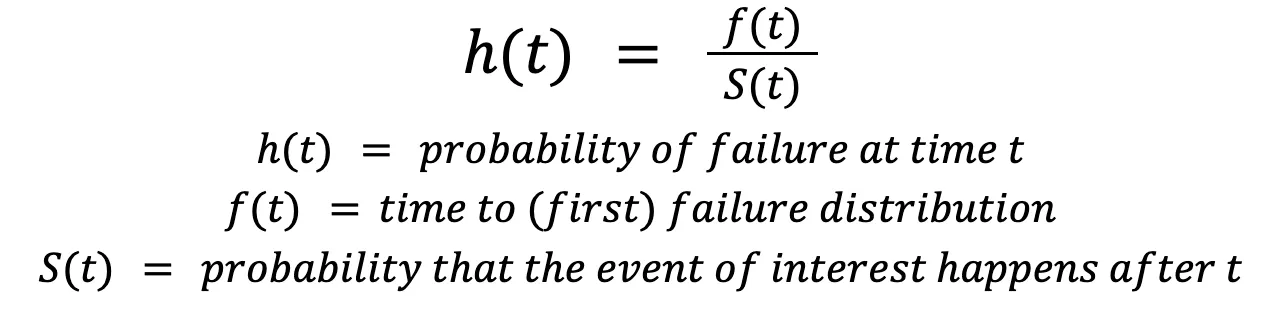 h(t) = f(t) / S(t)
h(t) = probability of failure at time t
f(t) = time to (first) failure distribution
S(t) = probability that the event of interest happens after t